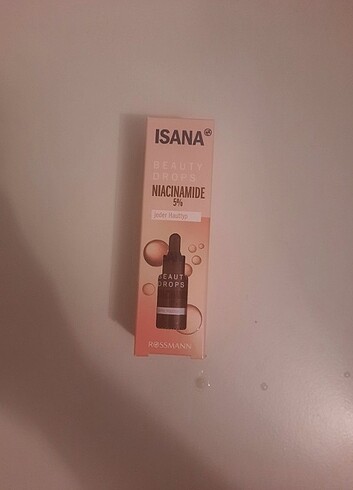 ISANA
BEAUTY
DROPS
NIACINAMIDE
5%
Jeder Hauttyp
BEAUTY
DROPS
ROSSMANN